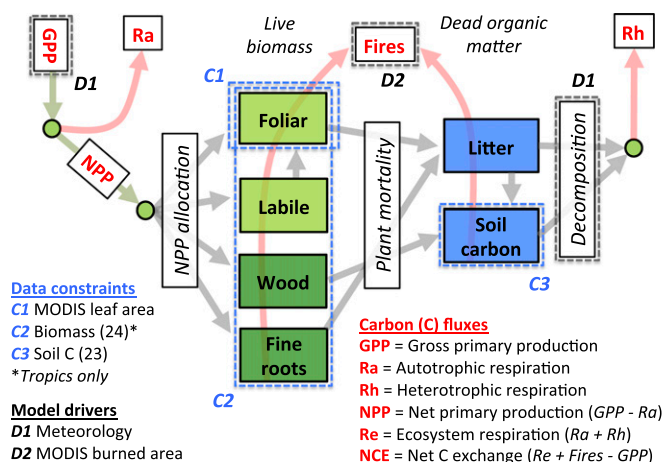 GPP
D1
Ra
Live
biomass
Fires
D2
Dead organic
matter
D1
Rh
NPP
NPP allocation
C1
Foliar
Labile
Wood
Fine
roots
C2
Plant mortality
Litter
Soil
carbon
C3
Decomposition
Data constraints
C1 MODIS leaf area
C2 Biomass (24)*
C3 Soil C (23)
*Tropics only
Model drivers
D1 Meteorology
D2 MODIS burned area
Carbon (C) fluxes
GPP = Gross primary production
Ra = Autotrophic respiration
Rh = Heterotrophic respiration
NPP = Net primary production (GPP - Ra)
Re = Ecosystem respiration (Ra + Rh)
NCE = Net C exchange (Re + Fires - GPP)